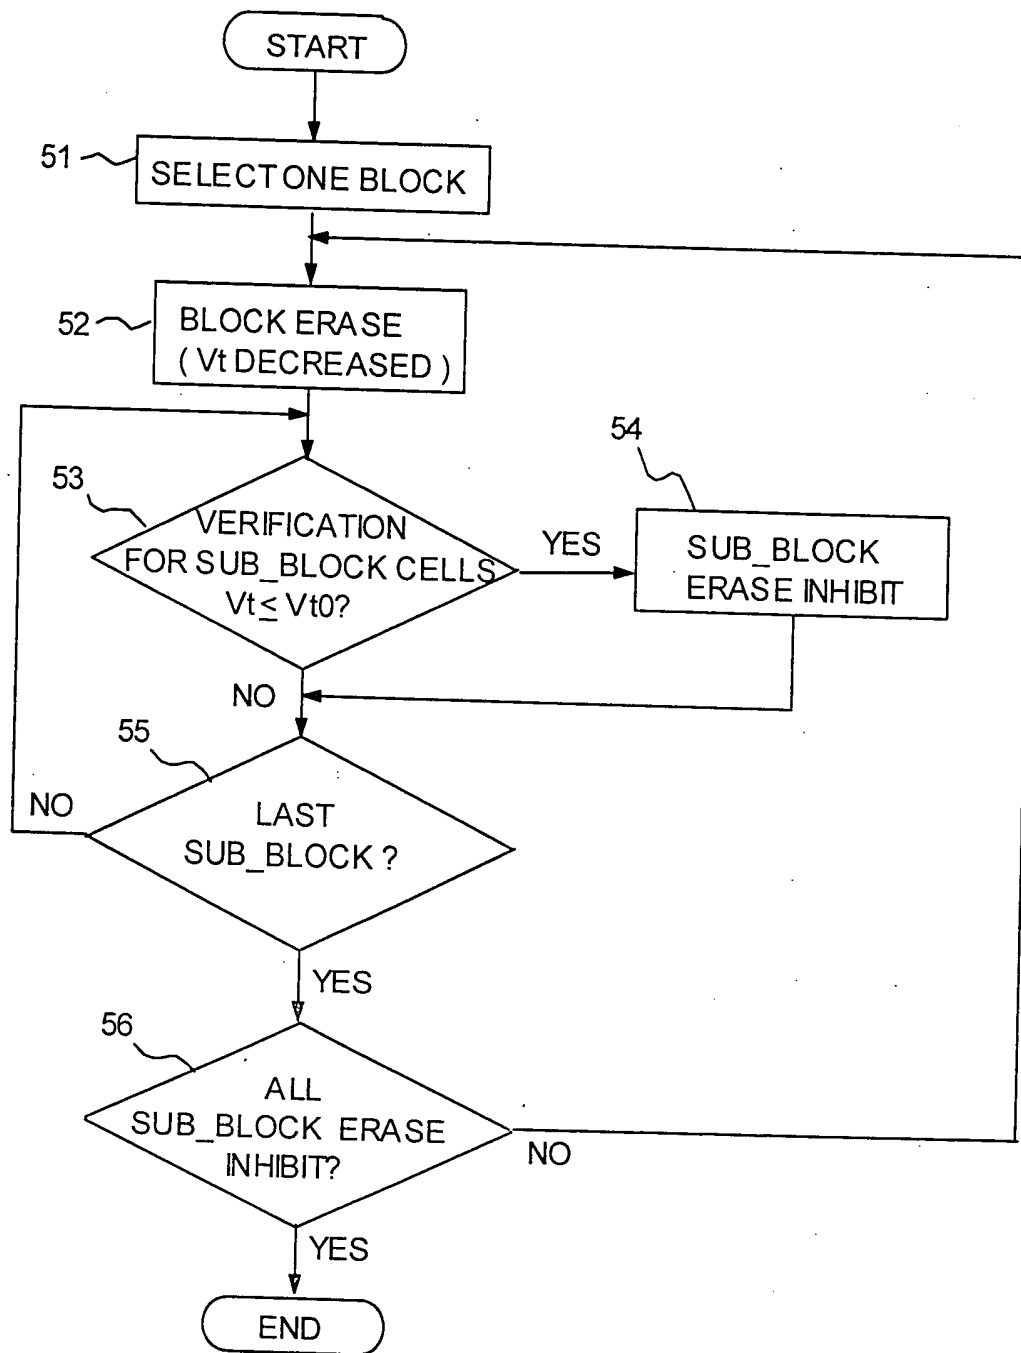 START
51
SELECT ONE BLOCK
52
BLOCK ERASE
( Vt DECREASED )
53
VERIFICATION
FOR SUB_BLOCK CELLS
Vt ≤ Vt0?
YES
54
SUB_BLOCK
ERASE INHIBIT
NO
55
NO
LAST
SUB_BLOCK ?
YES
56
ALL
SUB_BLOCK ERASE
INHIBIT?
NO
YES
END